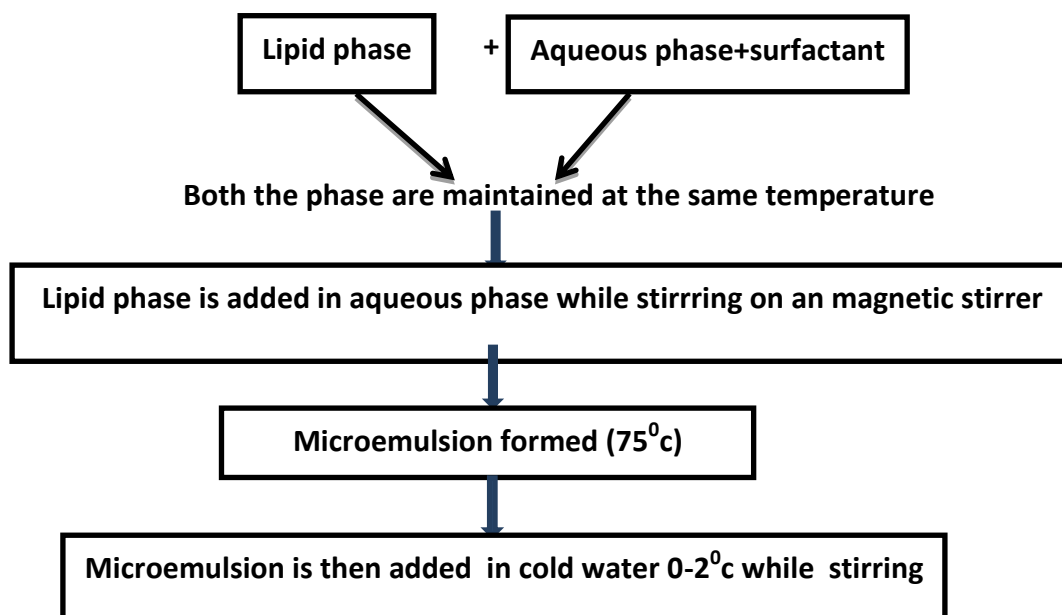 Lipid phase + Aqueous phase+surfactant
Both the phase are maintained at the same temperature
Lipid phase is added in aqueous phase while stirrring on an magnetic stirrer
Microemulsion formed (75⁰c)
Microemulsion is then added in cold water 0-2⁰c while stirring